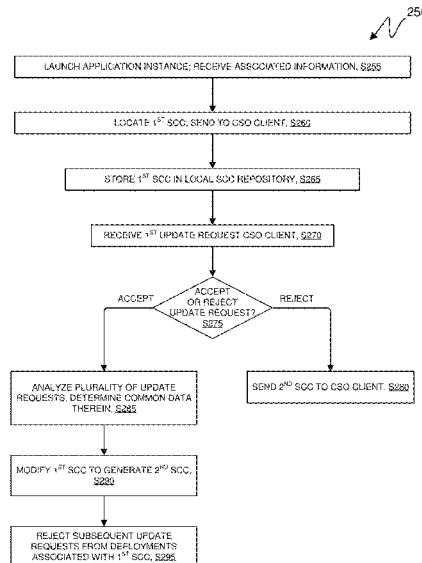 25
LAUNCH APPLICATION INSTANCE; RECEIVE ASSOCIATED INFORMATION, S255
LOCATE 1ST SCC; SEND TO CSO CLIENT, S260
STORE 1ST SCC IN LOCAL SCC REPOSITORY, S265
RECEIVE 1ST UPDATE REQUEST CSO CLIENT, S270
ACCEPT
OR REJECT
UPDATE REQUEST?
S275
ACCEPT
REJECT
ANALYZE PLURALITY OF UPDATE
REQUESTS, DETERMINE COMMON DATA
THEREIN, S285
SEND 2ND SCC TO CSO CLIENT, S280
MODIFY 1ST SCC TO GENERATE 2ND SCC,
S290
REJECT SUBSEQUENT UPDATE
REQUESTS FROM DEPLOYMENTS
ASSOCIATED WITH 1ST SCC, S295